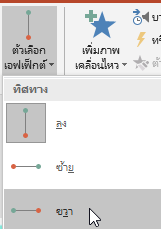 ตัวเลือก
เอฟเฟ็กต์
เพิ่มภาพ
เคลื่อนไหว
ทิศทาง
ลง
ซ้าย
ขวา